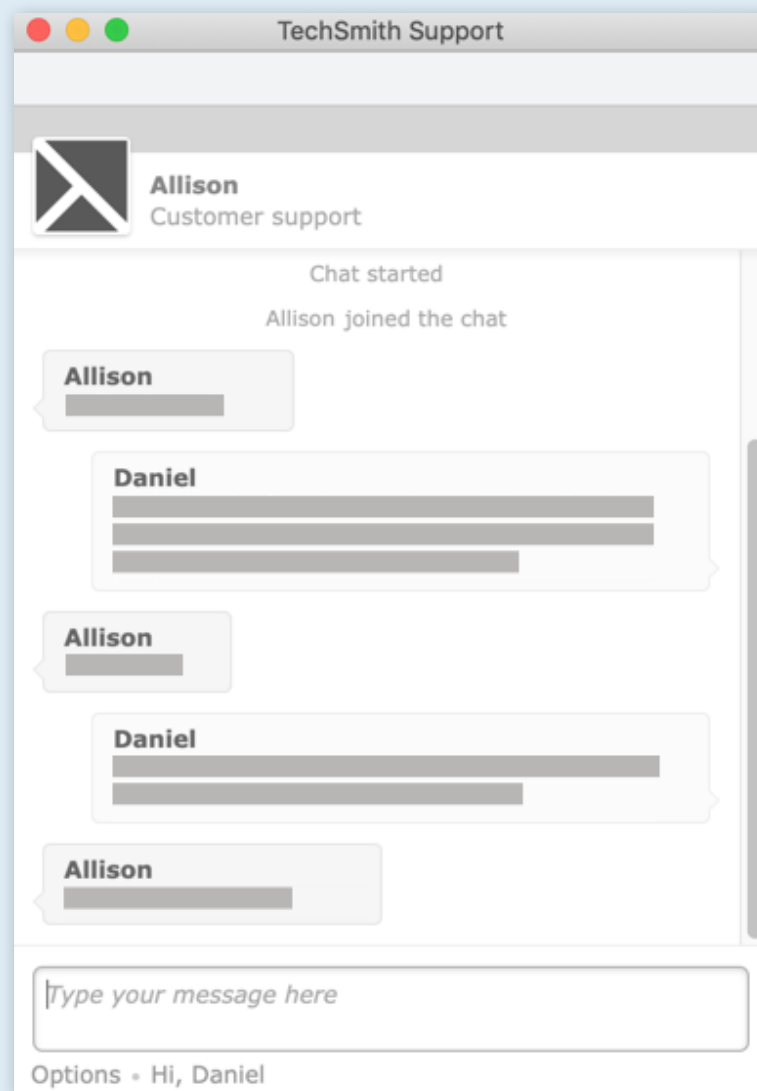 TechSmith Support
Allison
Customer support
Chat started
Allison joined the chat
Allison
Daniel
Allison
Daniel
Allison
Type your message here
Options • Hi, Daniel